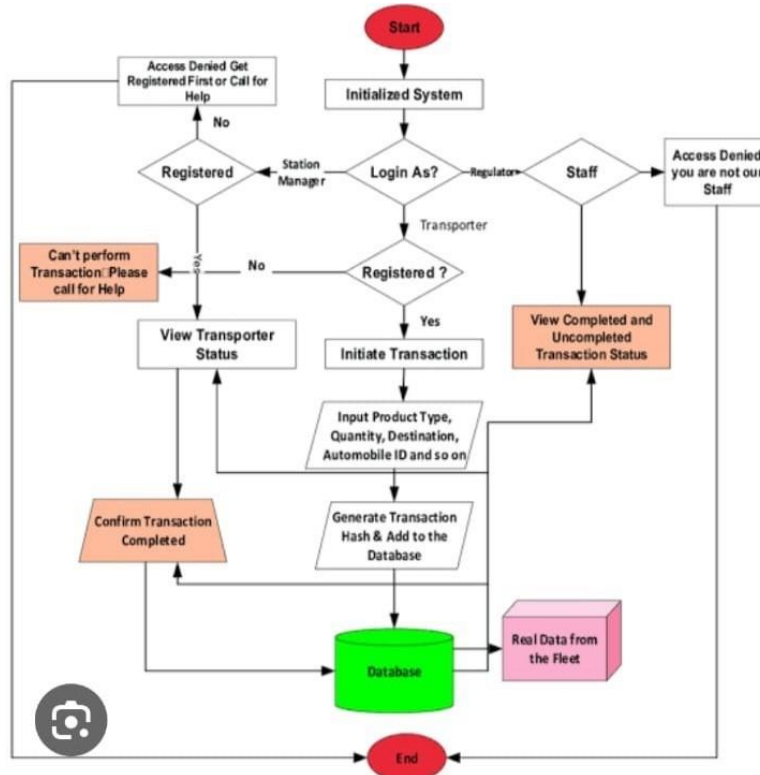 Start
Access Denied Get
Registered First or Call for
Help
Initialized System
No
Registered
Station
Manager
Login As?
Regulator
Staff
Access Denied
you are not our
Staff
Transporter
Can't perform
Transaction□Please
call for Help
Yes
No
Registered ?
Yes
View Transporter
Status
Initiate Transaction
View Completed and
Uncompleted
Transaction Status
Input Product Type,
Quantity, Destination,
Automobile ID and so on
Confirm Transaction
Completed
Generate Transaction
Hash & Add to the
Database
Database
Real Data from
the Fleet
End